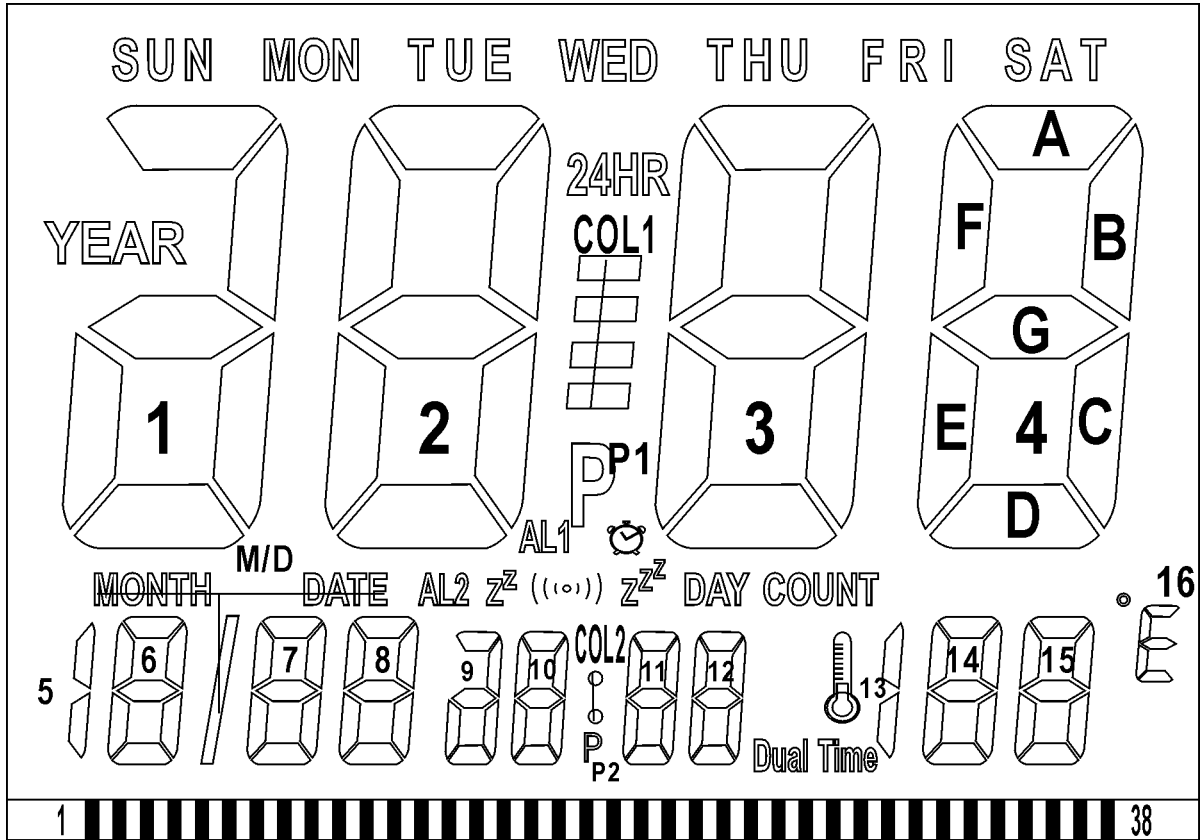 SUN MON TUE WED THU FRI SAT
A
24HR
YEAR COL1 F B
G
1 2 3 E 4 C
P P1
D
AL1
M/D
MONTH DATE AL2 zZ zZZ DAY COUNT 16
5 6 7 8 9 10 COL2 11 12 13 14 15
P
P2 Dual Time
1 38